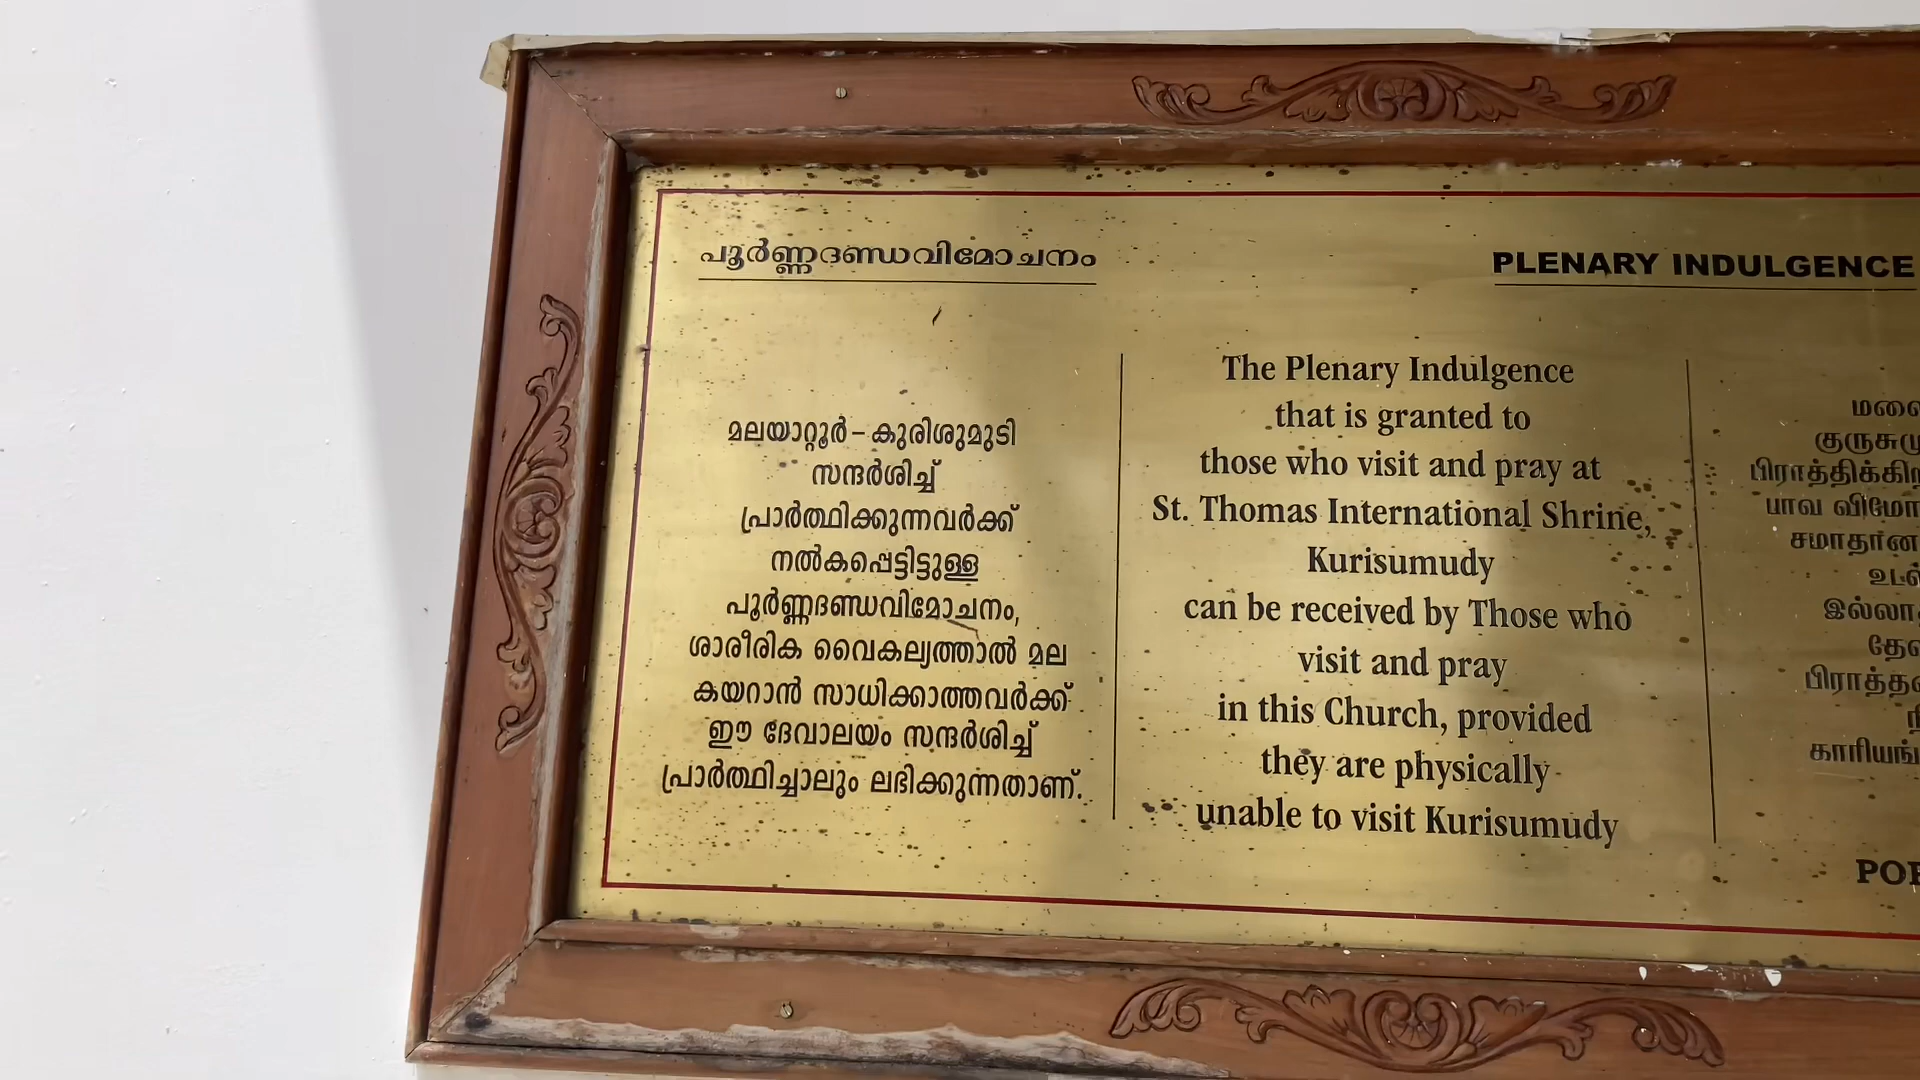 പൂർണ്ണദണ്ഡവിമോചനം
PLENARY INDULGENCE
മലയാറ്റൂർ - കുരിശുമുടി
സന്ദർശിച്ച്
പ്രാർത്ഥിക്കുന്നവർക്ക്
നൽകപ്പെട്ടിട്ടുള്ള
പൂർണ്ണദണ്ഡവിമോചനം,
ശാരീരിക വൈകല്യത്താൽ മല
കയറാൻ സാധിക്കാത്തവർക്ക്
ഈ ദേവാലയം സന്ദർശിച്ച്
പ്രാർത്ഥിച്ചാലും ലഭിക്കുന്നതാണ്.
The Plenary Indulgence
that is granted to
those who visit and pray at
St. Thomas International Shrine,
Kurisumudy
can be received by Those who
visit and pray
in this Church, provided
they are physically
unable to visit Kurisumudy
பாவ